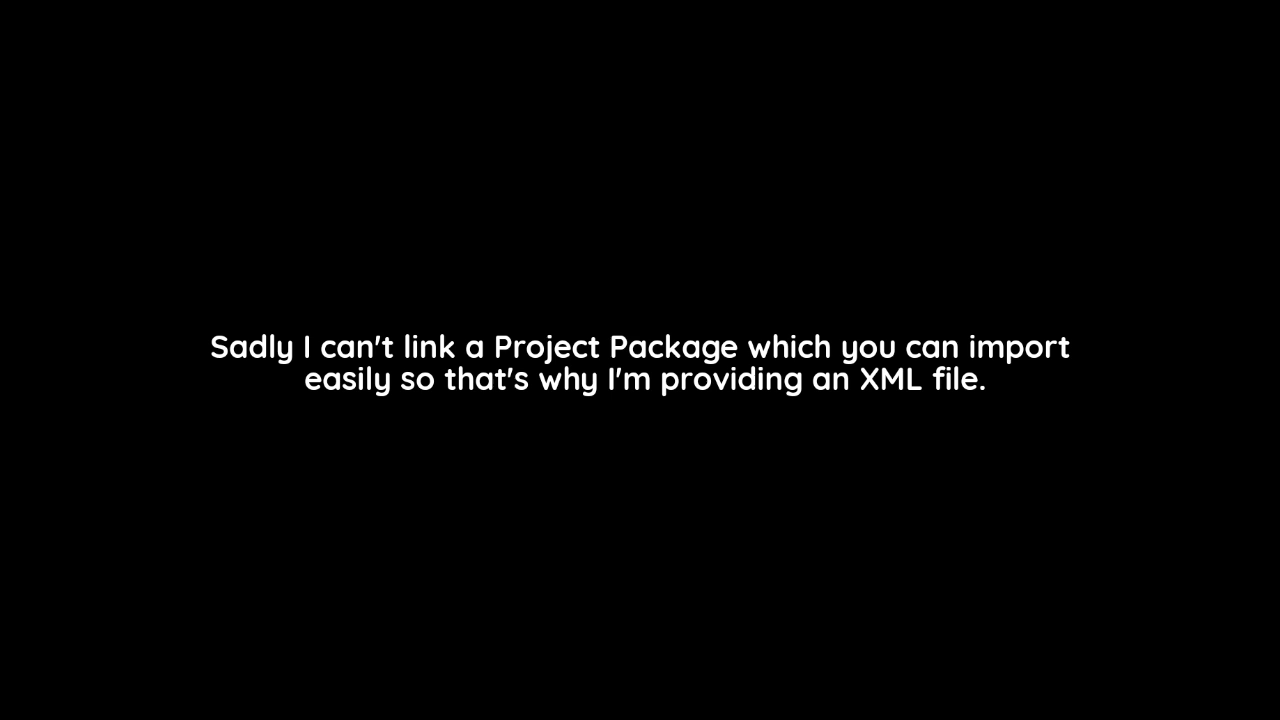 Sadly I can't link a Project Package which you can import
easily so that's why I'm providing an XML file.